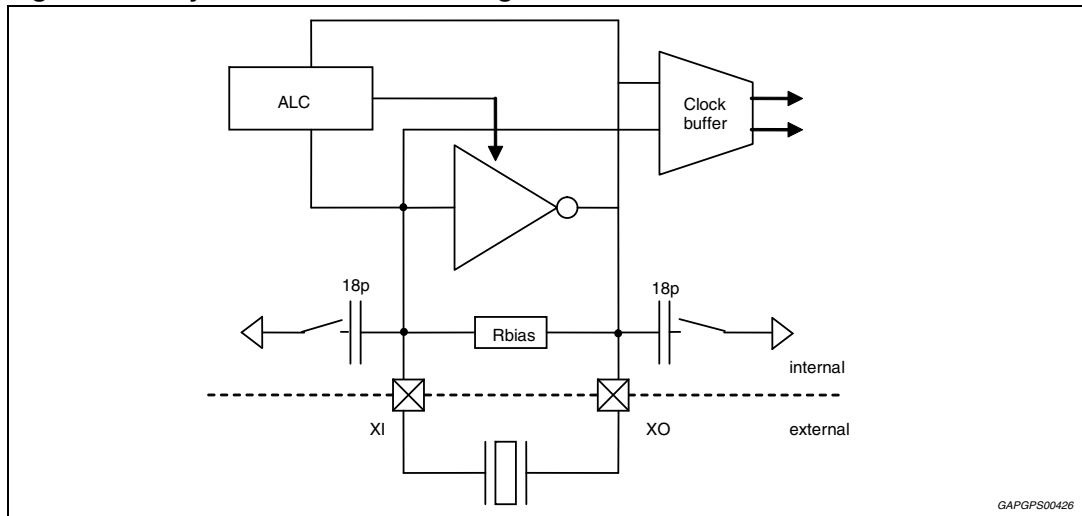 ALC
Clock
buffer
18p
18p
Rbias
internal
XI
XO
external
GAPGPS00426